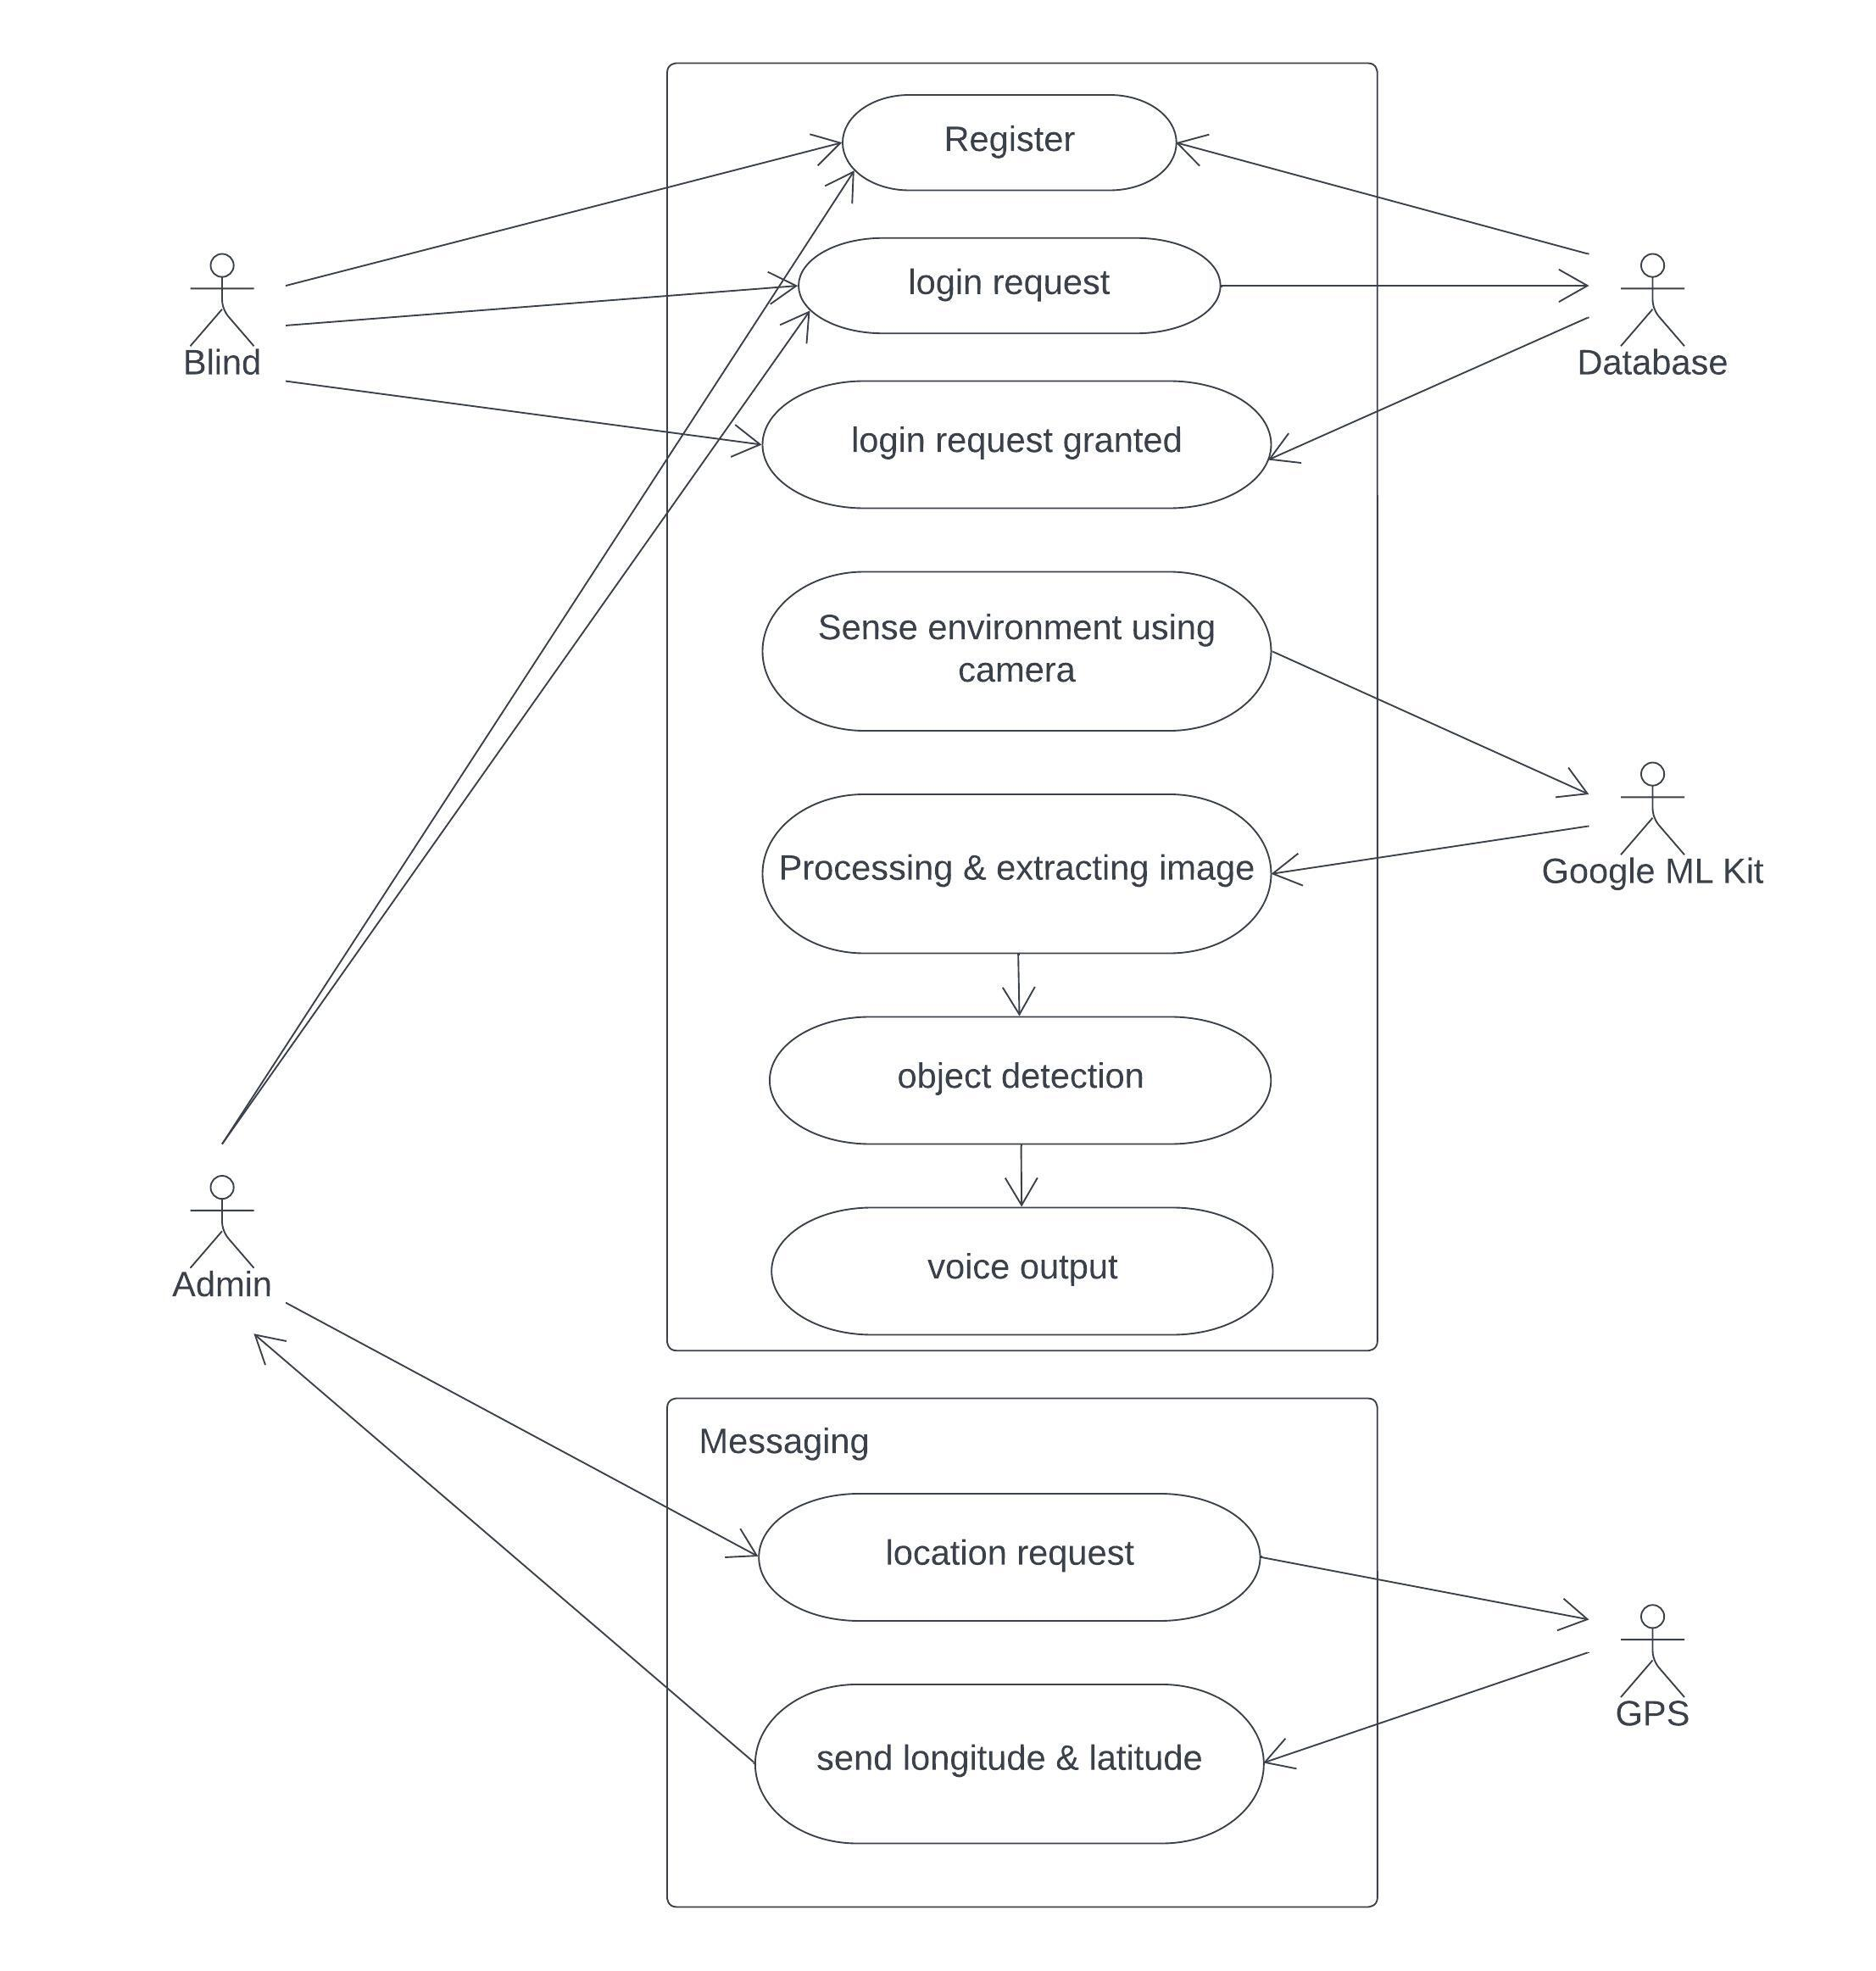 Register
login request
Blind
Database
login request granted
Sense environment using
camera
Processing & extracting image
Google ML Kit
object detection
voice output
Admin
Messaging
location request
GPS
send longitude & latitude